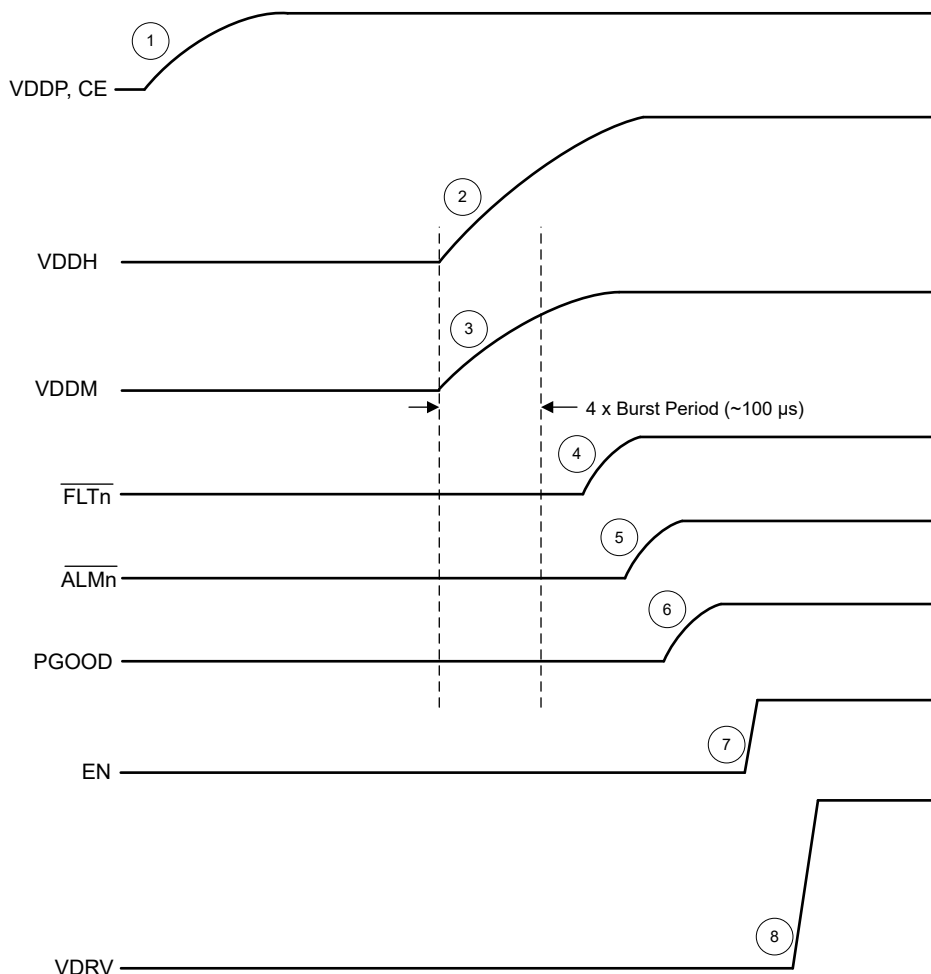 1
VDDP, CE
2
VDDH
3
VDDM
4 x Burst Period (~100 µs)
4
FLTn
5
ALMn
6
PGOOD
7
EN
8
VDRV